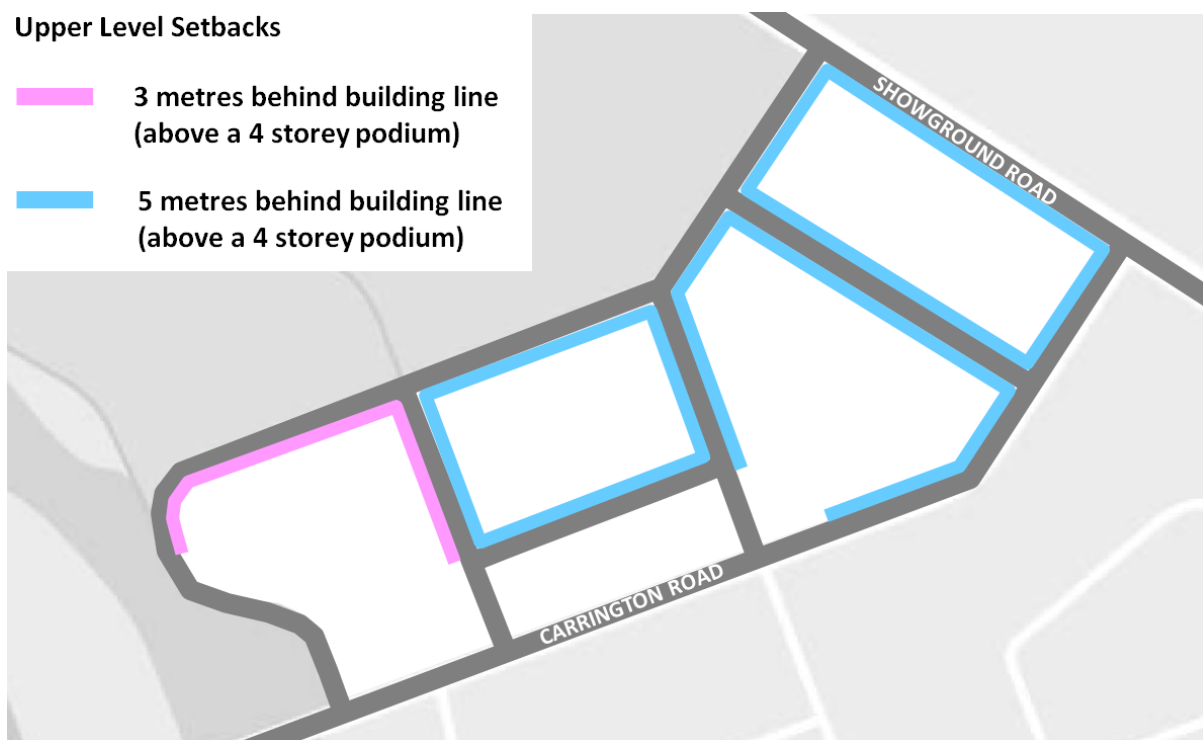 Upper Level Setbacks
3 metres behind building line
(above a 4 storey podium)
5 metres behind building line
(above a 4 storey podium)
SHOWGROUND ROAD
CARRINGTON ROAD